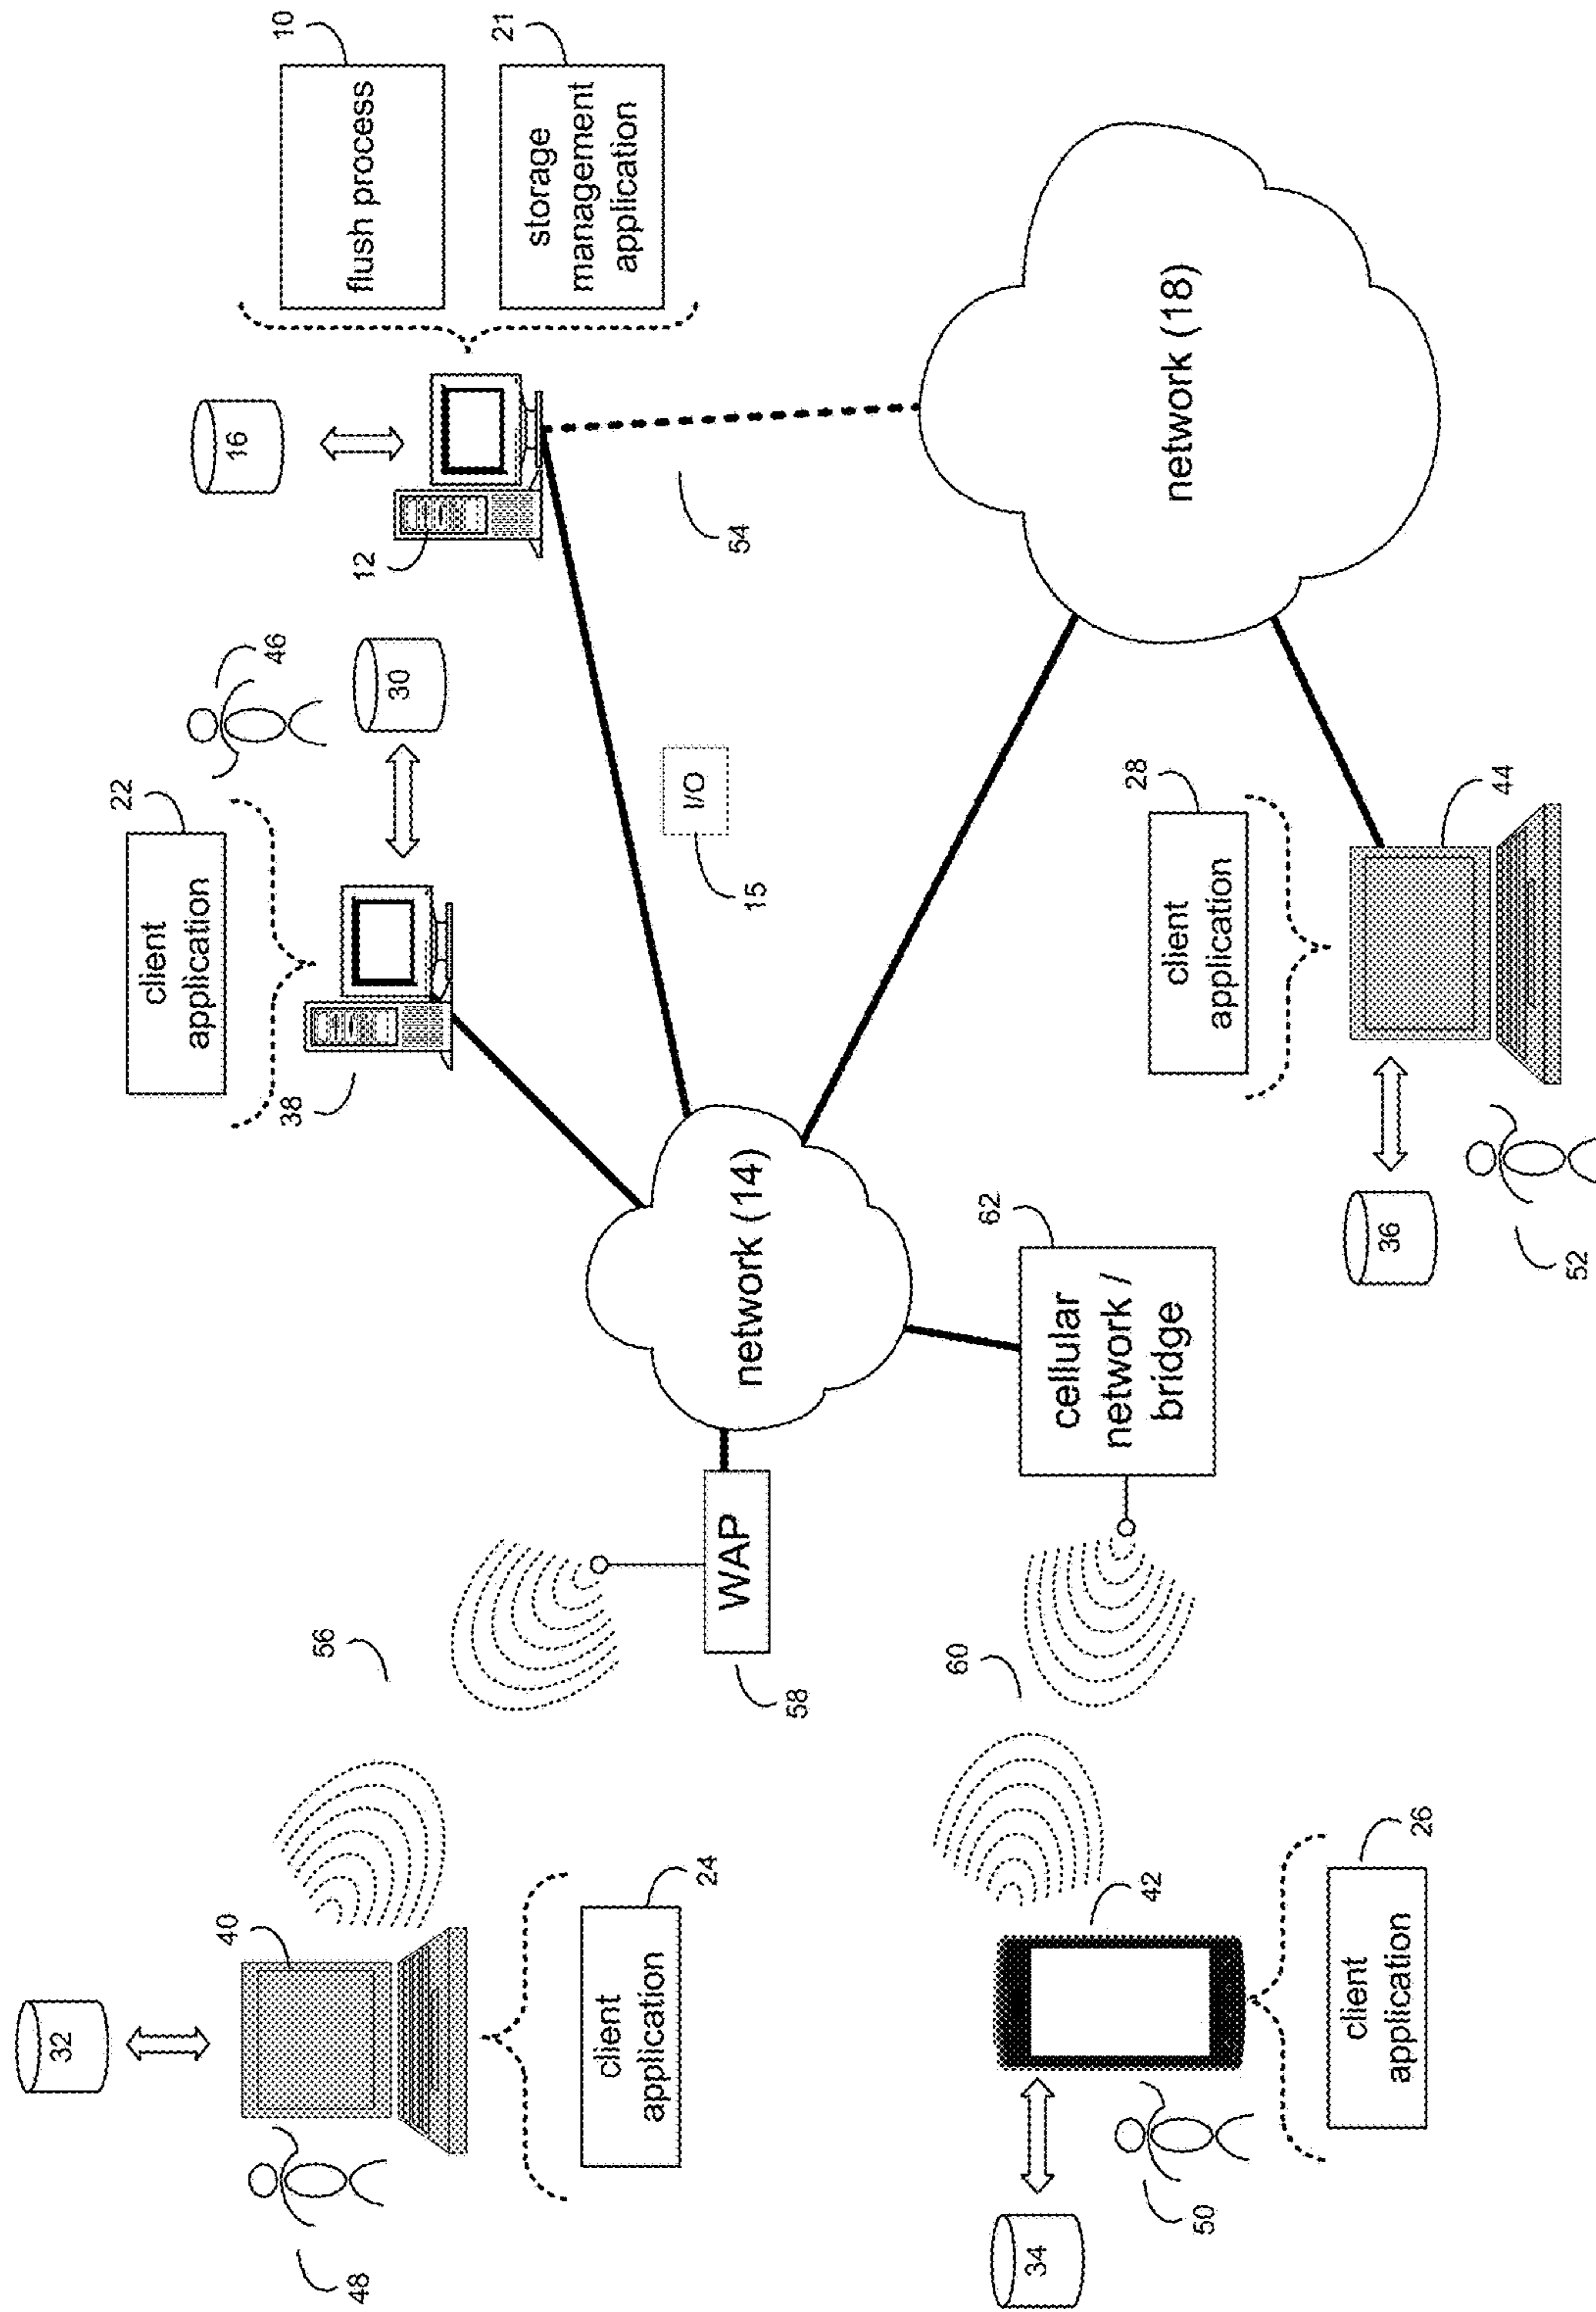 32
40
48
client
application
24
56
WAP
58
client
application
22
38
46
30
16
12
flush process
10
storage
management
application
21
network (14)
I/O
15
54
network (18)
60
cellular
network /
bridge
62
34
50
42
client
application
26
client
application
28
44
36
52